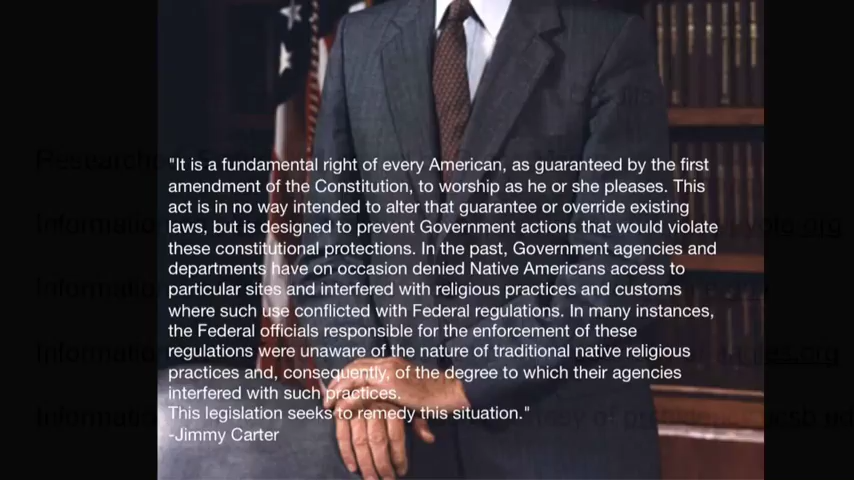 "It is a fundamental right of every American, as guaranteed by the first
amendment of the Constitution, to worship as he or she pleases. This
act is in no way intended to alter that guarantee or override existing
laws, but is designed to prevent Government actions that would violate
these constitutional protections. In the past, Government agencies and
departments have on occasion denied Native Americans access to
particular sites and interfered with religious practices and customs
where such use conflicted with Federal regulations. In many instances,
the Federal officials responsible for the enforcement of these
regulations were unaware of the nature of traditional native religious
practices and, consequently, of the degree to which their agencies
interfered with such practices.
This legislation seeks to remedy this situation."
-Jimmy Carter